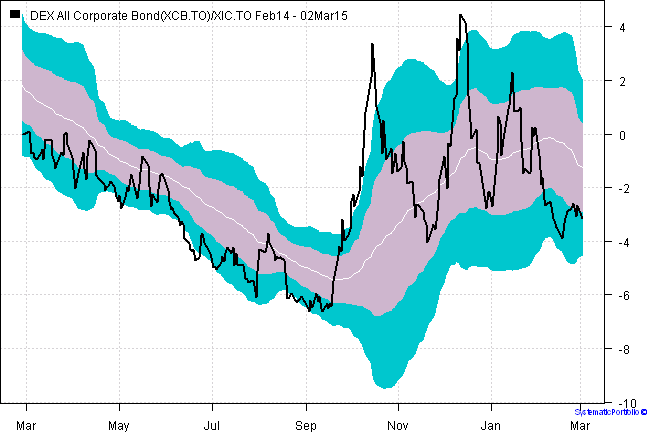 DEX All Corporate Bond(XCB.TO)/XIC.TO Feb14 - 02Mar15
4
2
0
-2
-4
-6
-8
-10
SystematicPortfolio ©
Mar May Jul Sep Nov Jan Mar